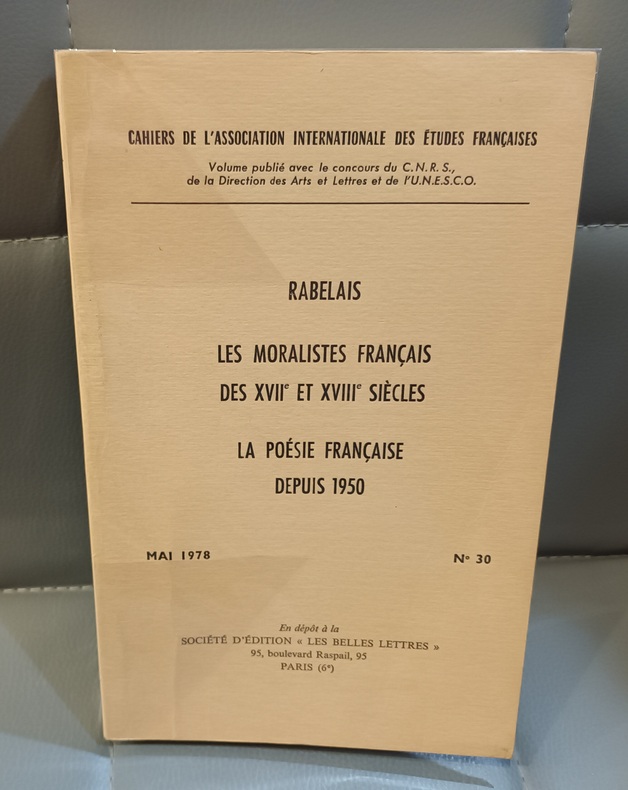 CAHIERS DE L'ASSOCIATION INTERNATIONALE DES ÉTUDES FRANÇAISES
Volume publié avec le concours du C.N.R.S.,
de la Direction des Arts et Lettres et de l'U.N.E.S.C.O.
RABELAIS
LES MORALISTES FRANÇAIS
DES XVIIe ET XVIIIe SIÈCLES
LA POÉSIE FRANÇAISE
DEPUIS 1950
MAI 1978
No 30
En dépôt à la
SOCIÉTÉ D'ÉDITION « LES BELLES LETTRES »
95, boulevard Raspail, 95
PARIS (6e)